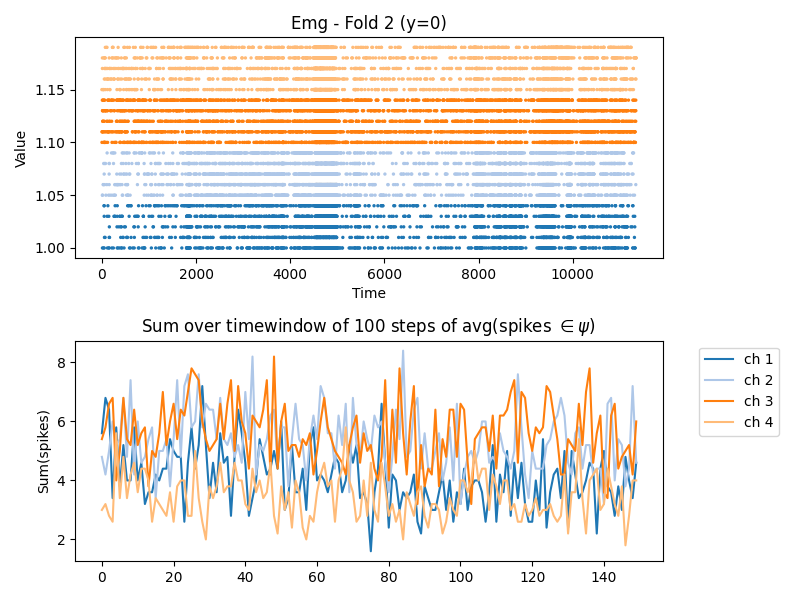 Emg - Fold 2 (y=0)
Value
1.15
1.10
1.05
1.00
0 2000 4000 6000 8000 10000
Time
Sum over timewindow of 100 steps of avg(spikes ∈ψ)
Sum(spikes)
8
6
4
2
0 20 40 60 80 100 120 140
ch 1
ch 2
ch 3
ch 4